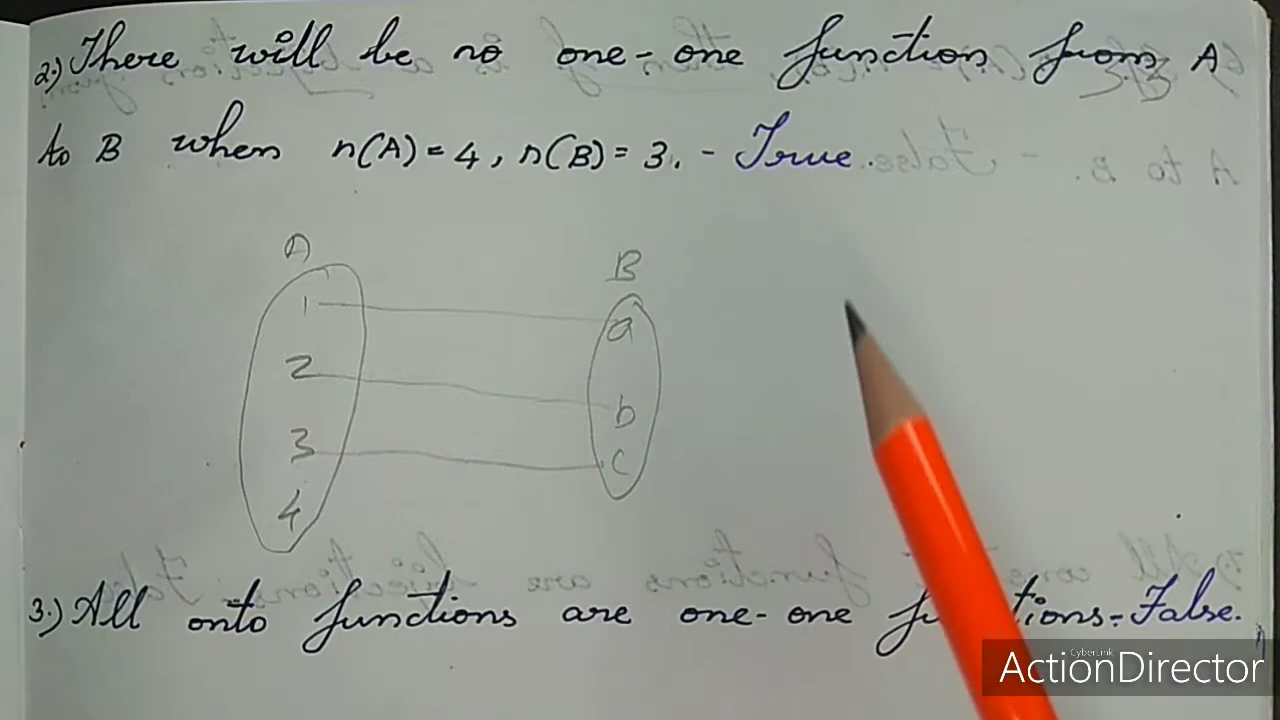 2.) There will be no one-one function from A
to B when n(A) = 4, n(B) = 3. - True.
A B
1 a
2 b
3 c
4
3.) All onto functions are one-one functions - False.
CyberLink
ActionDirector